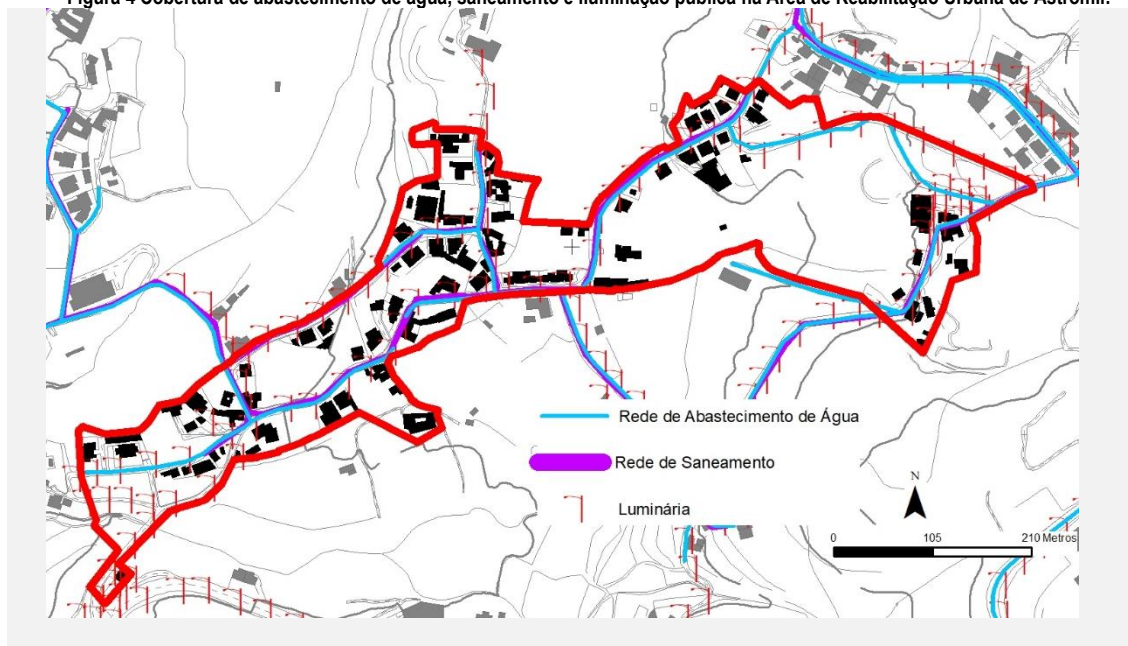 Figura 4 Cobertura de abastecimento de água, saneamento e iluminação pública na Área de Reabilitação Urbana de Astromil.
Rede de Abastecimento de Água
Rede de Saneamento
Luminária
N
0 105 210 Metros